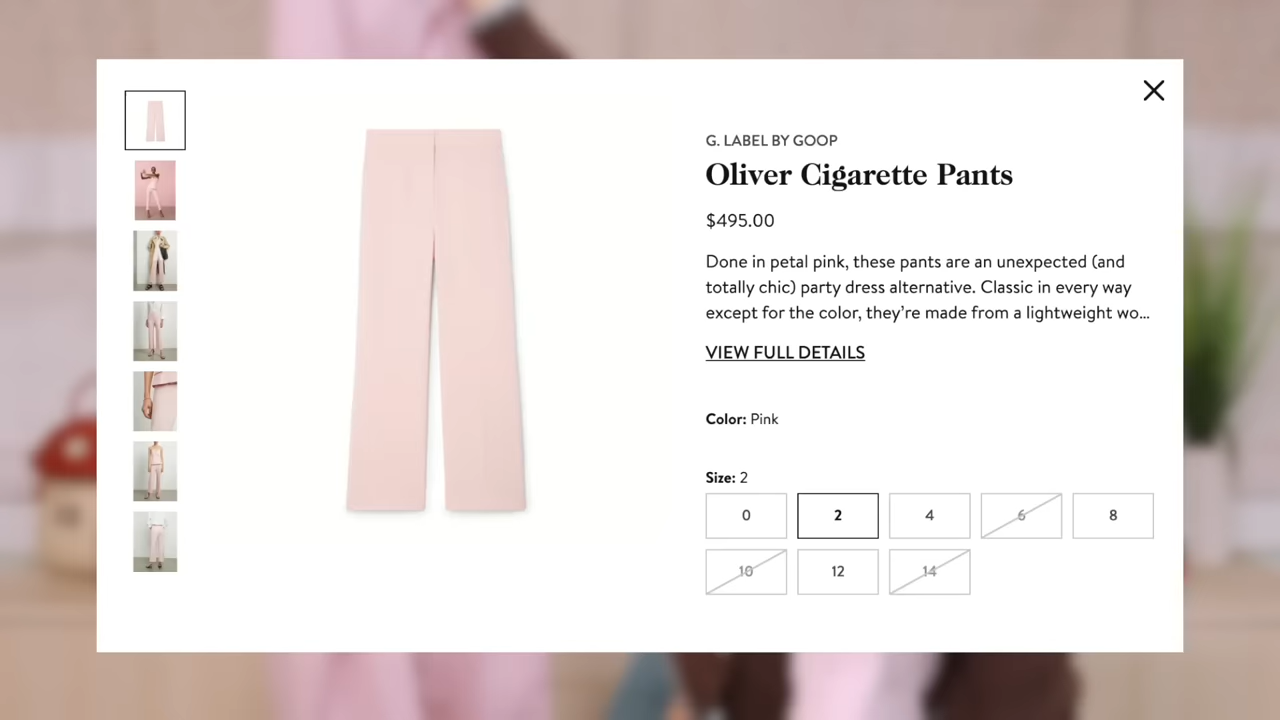 G. LABEL BY GOOP
Oliver Cigarette Pants
$495.00
Done in petal pink, these pants are an unexpected (and
totally chic) party dress alternative. Classic in every way
except for the color, they’re made from a lightweight wo...
VIEW FULL DETAILS
Color: Pink
Size: 2
0 2 4 6 8
10 12 14